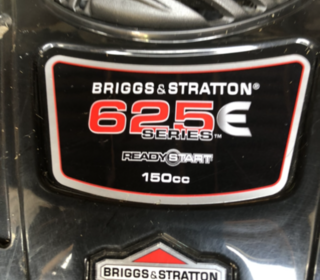 BRIGGS & STRATTON®
625E
SERIES™
READYSTART
150cc
BRIGGS & STRATTON